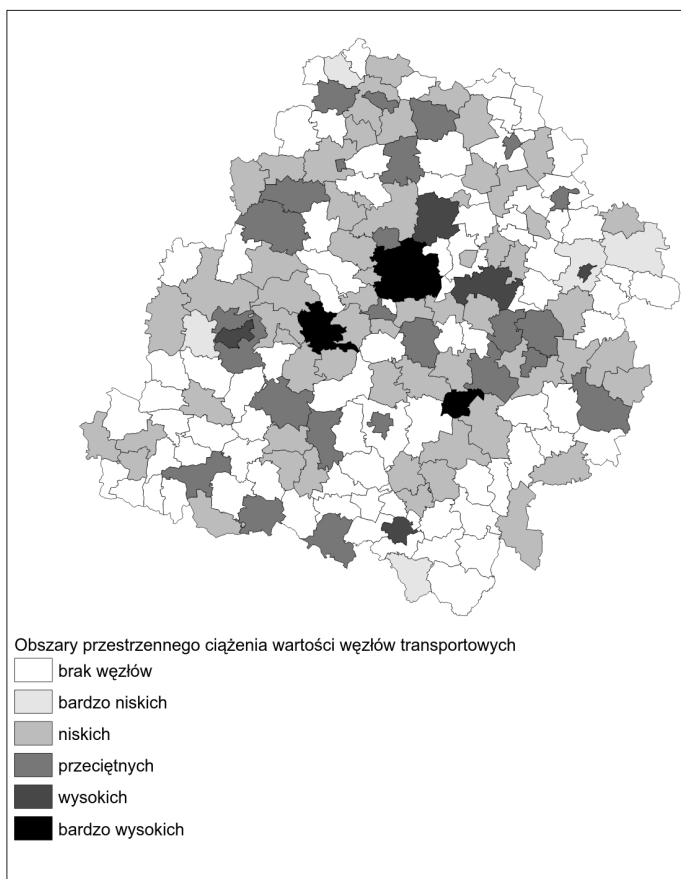 Obszary przestrzennego ciążenia wartości węzłów transportowych
brak węzłów
bardzo niskich
niskich
przeciętnych
wysokich
bardzo wysokich